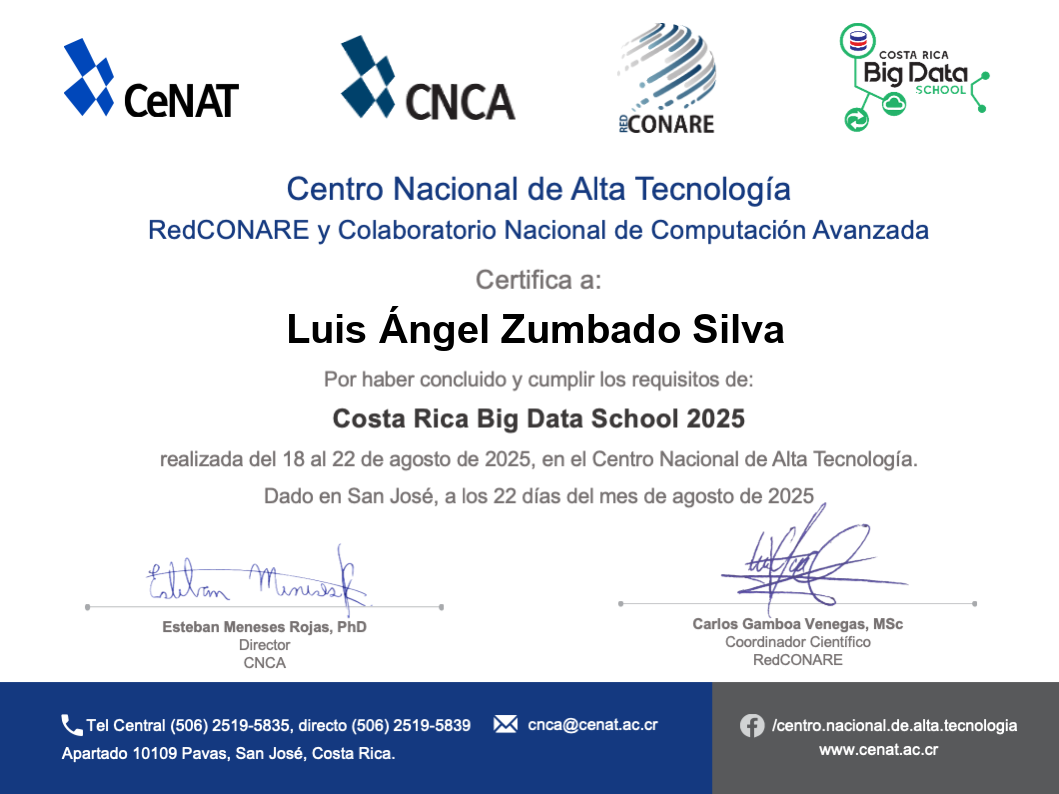 CeNAT
CNCA
RED CONARE
COSTA RICA
Big Data
SCHOOL
Centro Nacional de Alta Tecnología
RedCONARE y Colaboratorio Nacional de Computación Avanzada
Certifica a:
Luis Ángel Zumbado Silva
Por haber concluido y cumplir los requisitos de:
Costa Rica Big Data School 2025
realizada del 18 al 22 de agosto de 2025, en el Centro Nacional de Alta Tecnología.
Dado en San José, a los 22 días del mes de agosto de 2025
Esteban Meneses R
Esteban Meneses Rojas, PhD
Director
CNCA
Carlos Gamboa Venegas, MSc
Coordinador Científico
RedCONARE
Tel Central (506) 2519-5835, directo (506) 2519-5839
cnca@cenat.ac.cr
Apartado 10109 Pavas, San José, Costa Rica.
/centro.nacional.de.alta.tecnologia
www.cenat.ac.cr